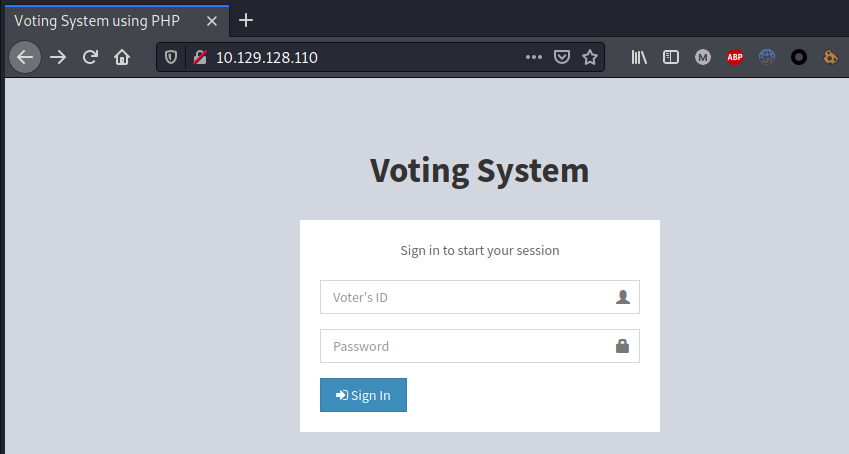 Voting System using PHP
10.129.128.110
M
ABP
Voting System
Sign in to start your session
Voter's ID
Password
Sign In